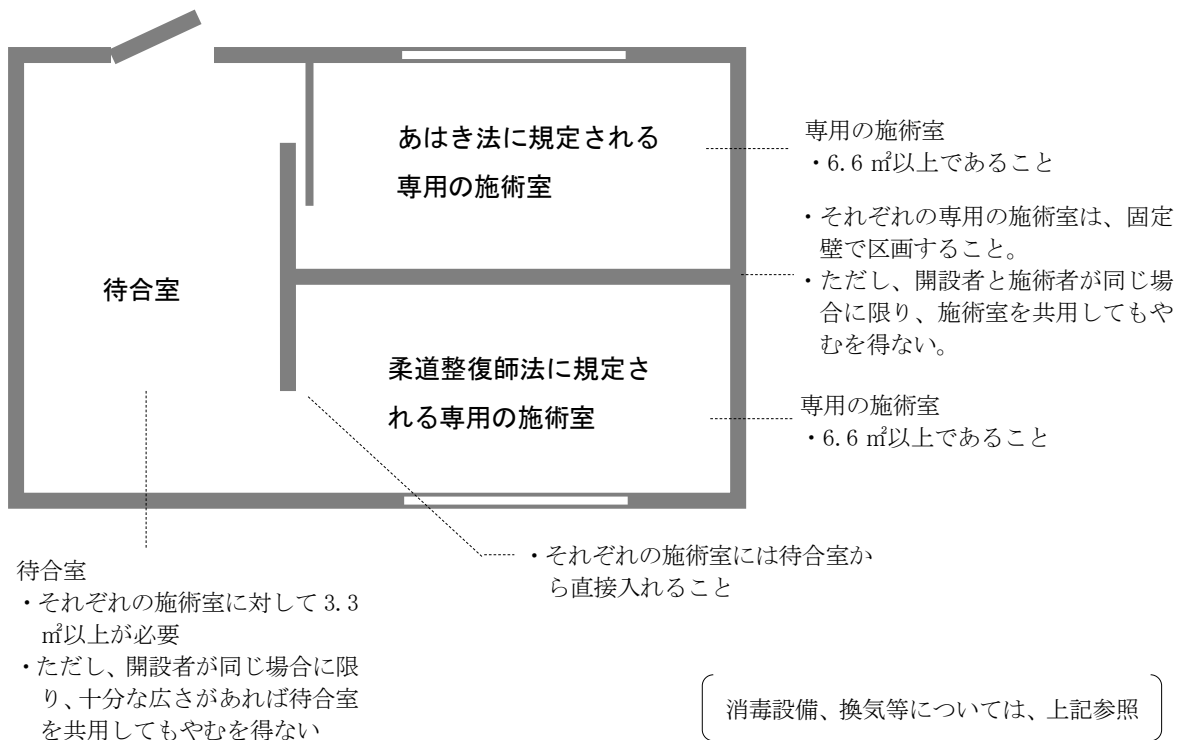 あはき法に規定される
専用の施術室
待合室
柔道整復師法に規定さ
れる専用の施術室
専用の施術室
・6.6 ㎡以上であること
・それぞれの専用の施術室は、固定
壁で区画すること。
・ただし、開設者と施術者が同じ場
合に限り、施術室を共用してもや
むを得ない。
専用の施術室
・6.6 ㎡以上であること
・それぞれの施術室には待合室か
ら直接入れること
待合室
・それぞれの施術室に対して 3.3
㎡以上が必要
・ただし、開設者が同じ場合に限
り、十分な広さがあれば待合室
を共用してもやむを得ない
消毒設備、換気等については、上記参照